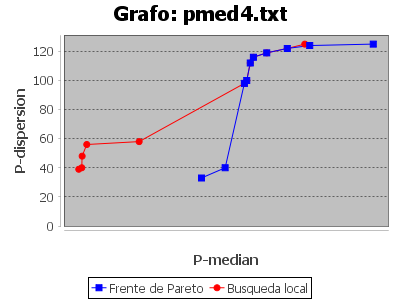 Grafo: pmed4.txt
P-dispersion
120
100
80
60
40
20
0
P-median
Frente de Pareto Busqueda local